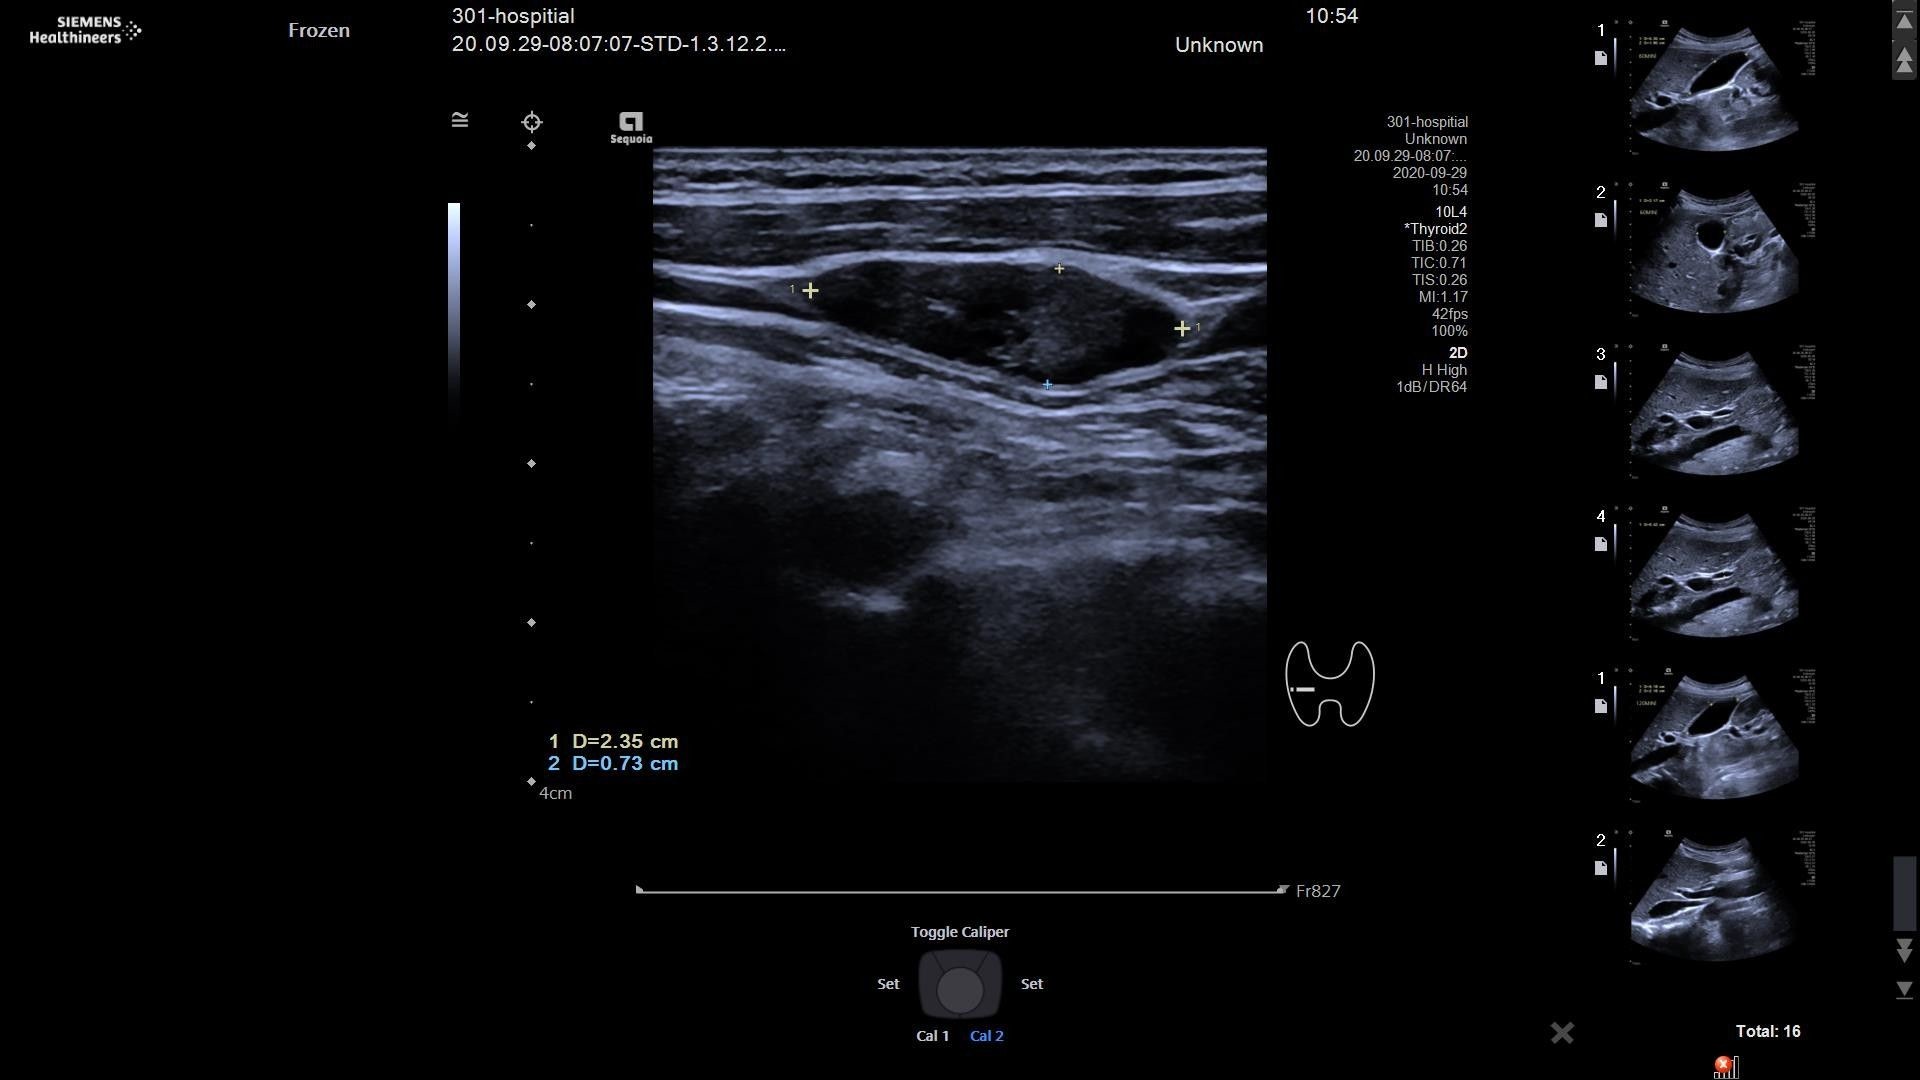 SIEMENS
Healthineers
Frozen
301-hospitial
10:54
20.09.29-08:07:07-STD-1.3.12.2....
Unknown
Sequoia
301-hospitial
Unknown
20.09.29-08:07:...
2020-09-29
10:54
10L4
*Thyroid2
TIB:0.26
TIC:0.71
TIS:0.26
MI:1.17
42fps
100%
2D
H High
1dB/DR64
1
1
1 D=2.35 cm
2 D=0.73 cm
4cm
Fr827
Toggle Caliper
Set
Set
Cal 1 Cal 2
1
2
3
4
1
2
Total: 16